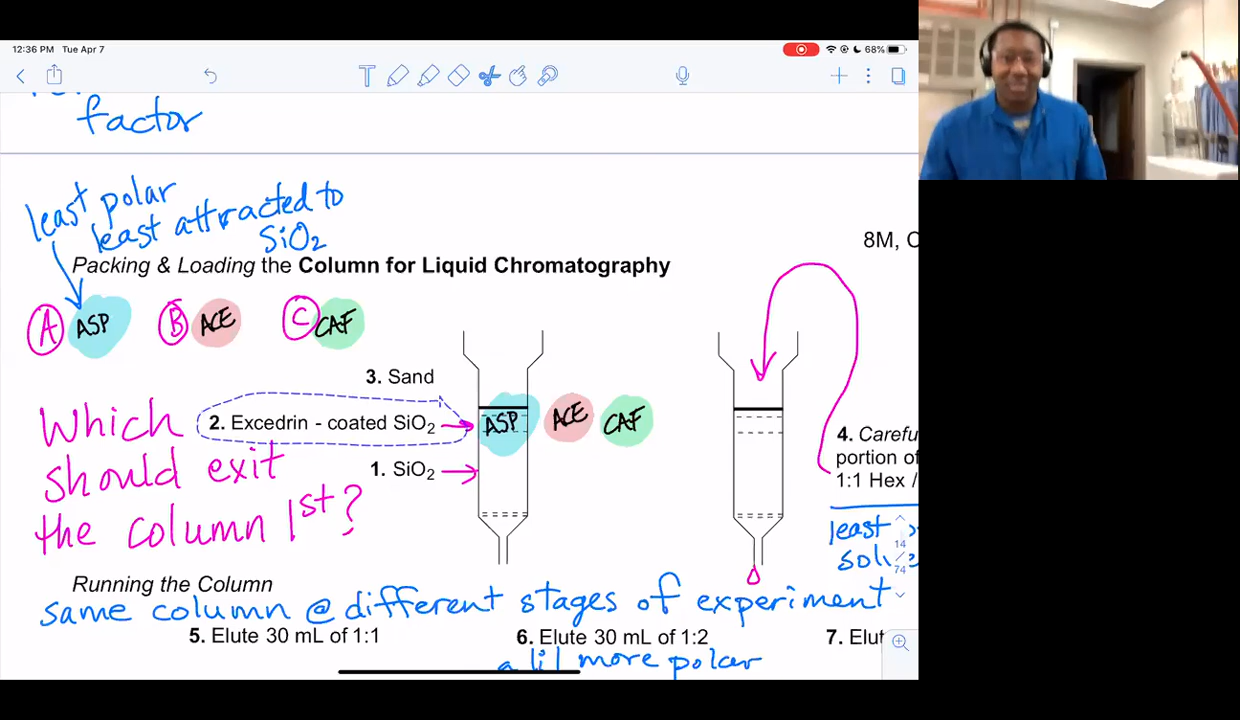 12:36 PM Tue Apr 7
68%
factor
least polar
least attracted to
SiO2
8M, C
Packing & Loading the Column for Liquid Chromatography
A ASP B ACE C CAF
3. Sand
2. Excedrin - coated SiO2
ASP ACE CAF
1. SiO2
Which
should exit
the column 1st?
4. Carefu
portion of
1:1 Hex /
least
solv
14
74
Running the Column
same column @ different stages of experiment
5. Elute 30 mL of 1:1
6. Elute 30 mL of 1:2
7. Elut
a lil more polar